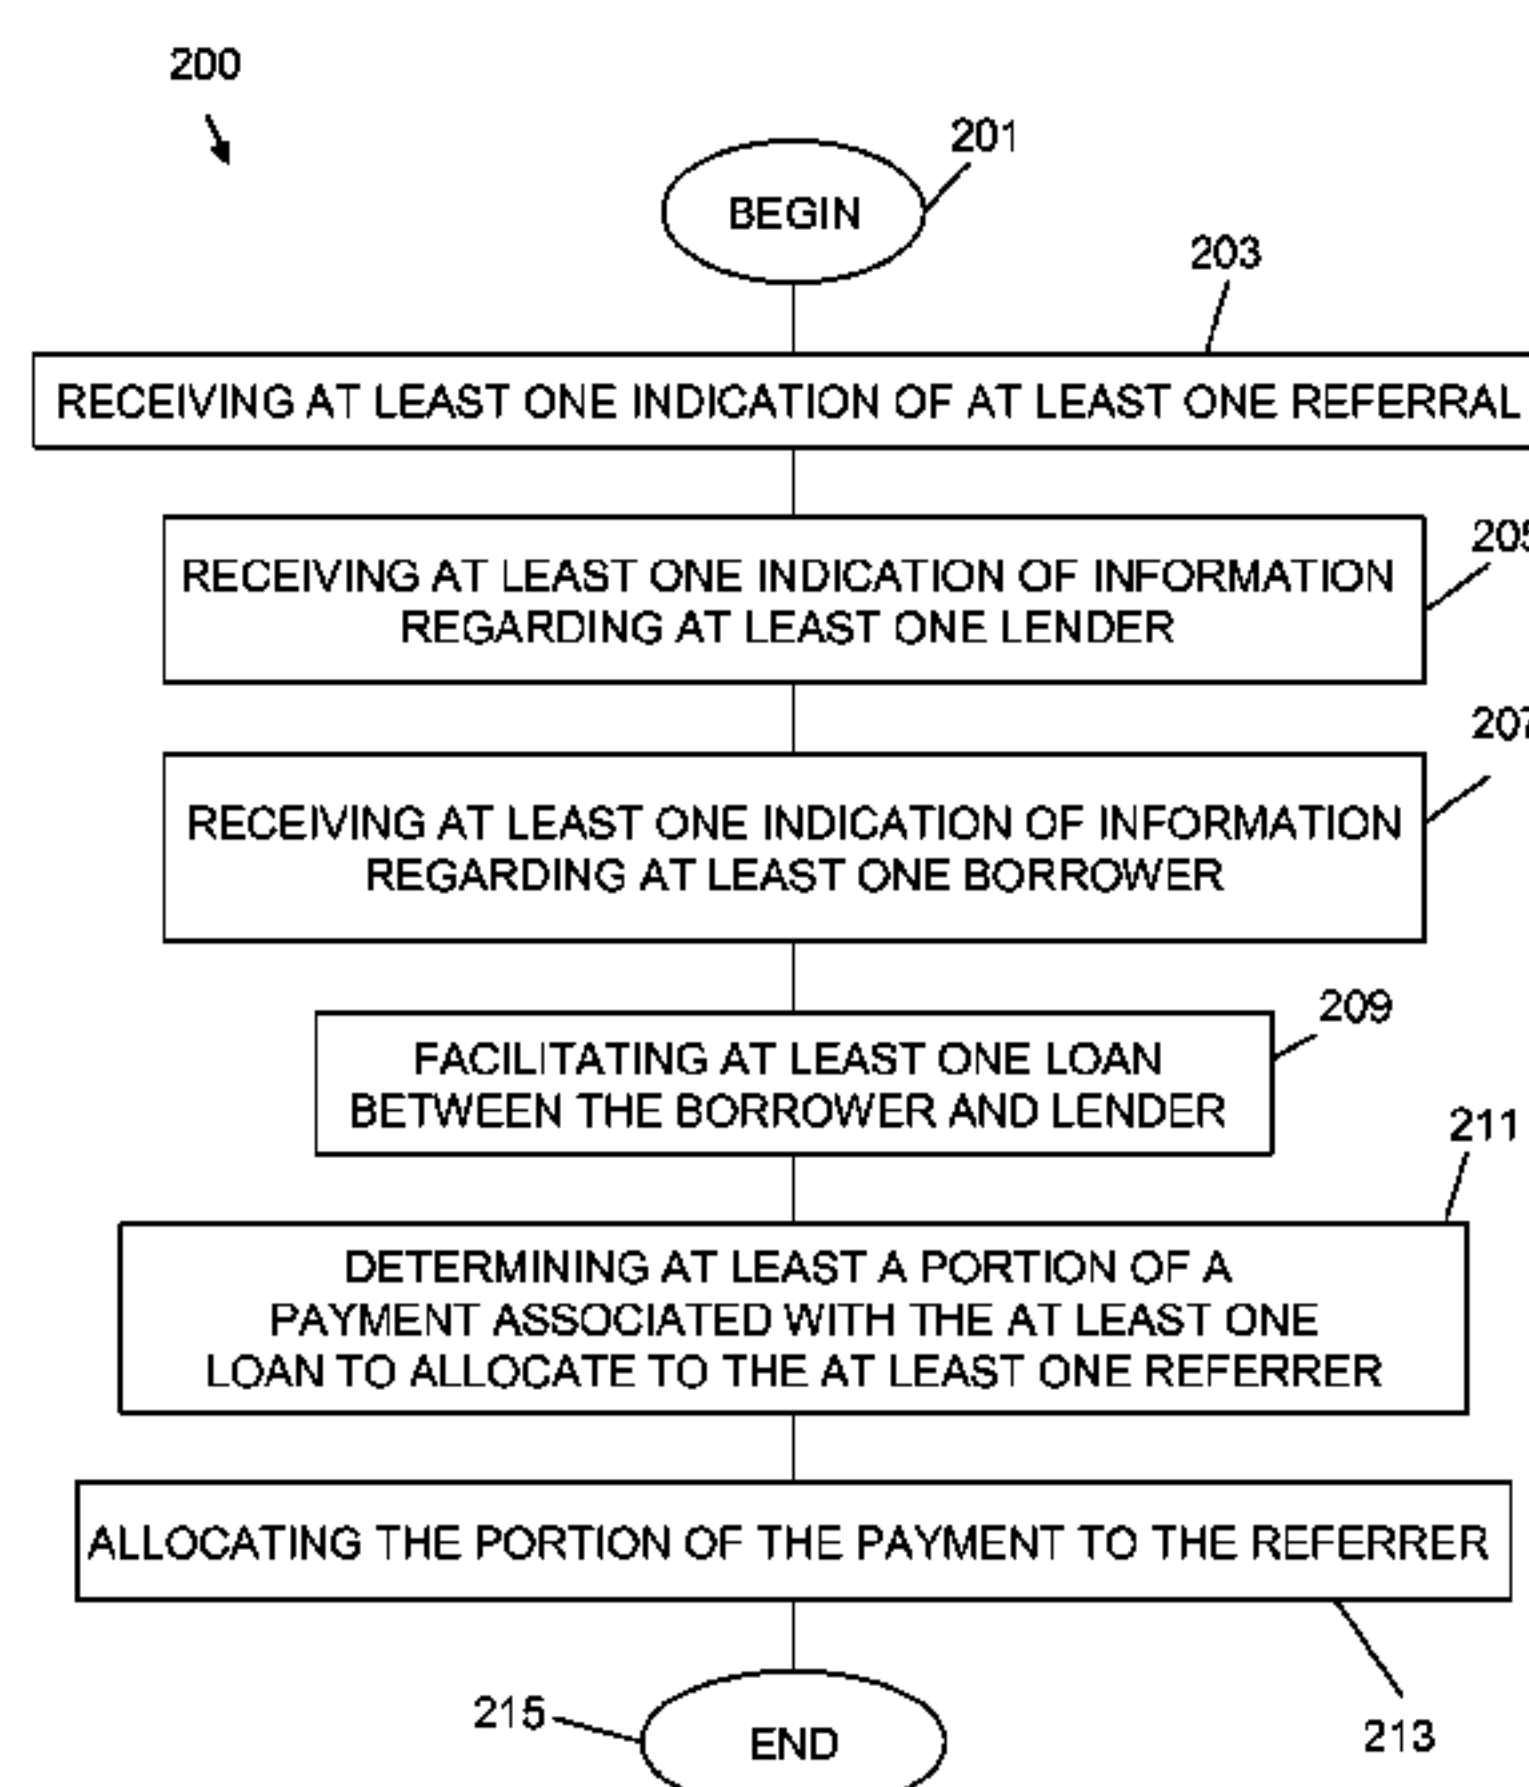 200
201
BEGIN
203
RECEIVING AT LEAST ONE INDICATION OF AT LEAST ONE REFERRAL
205
RECEIVING AT LEAST ONE INDICATION OF INFORMATION
REGARDING AT LEAST ONE LENDER
207
RECEIVING AT LEAST ONE INDICATION OF INFORMATION
REGARDING AT LEAST ONE BORROWER
209
FACILITATING AT LEAST ONE LOAN
BETWEEN THE BORROWER AND LENDER
211
DETERMINING AT LEAST A PORTION OF A
PAYMENT ASSOCIATED WITH THE AT LEAST ONE
LOAN TO ALLOCATE TO THE AT LEAST ONE REFERRER
ALLOCATING THE PORTION OF THE PAYMENT TO THE REFERRER
213
215
END